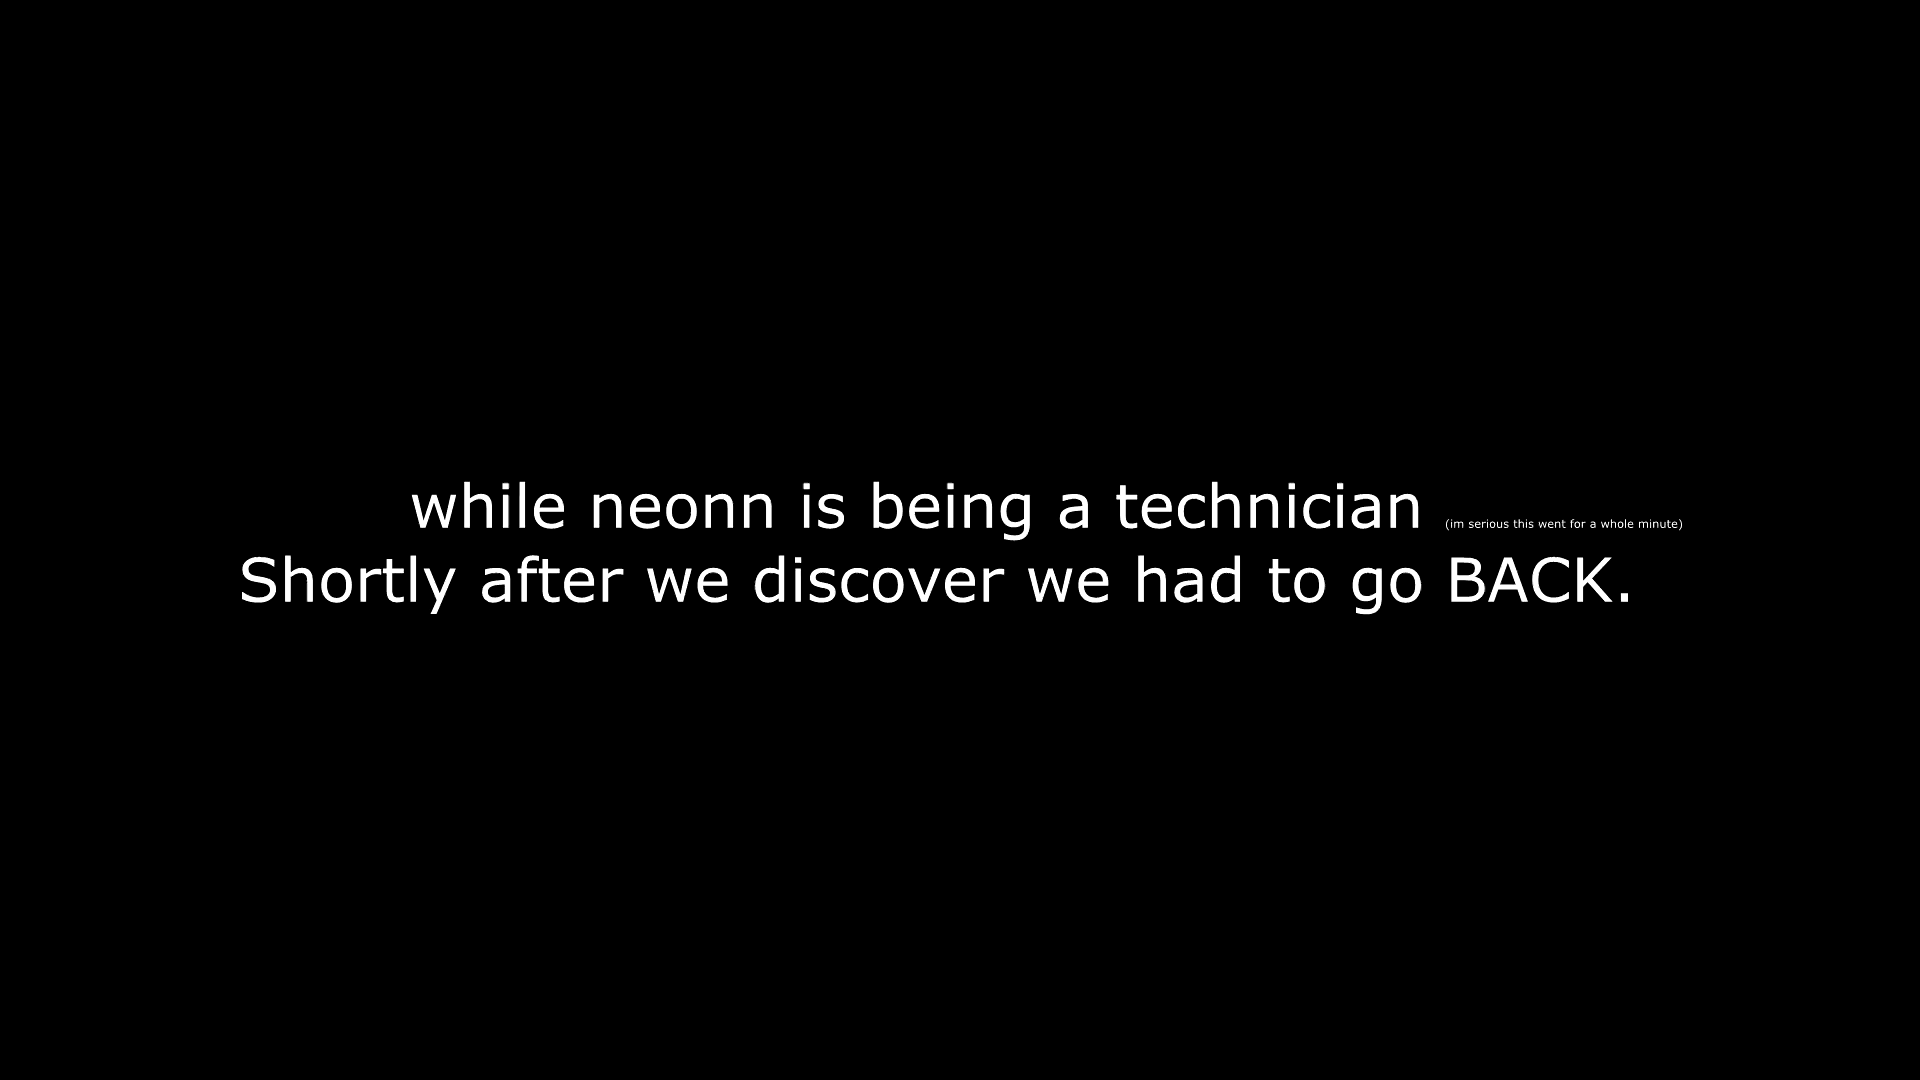 while neonn is being a technician (im serious this went for a whole minute)
Shortly after we discover we had to go BACK.